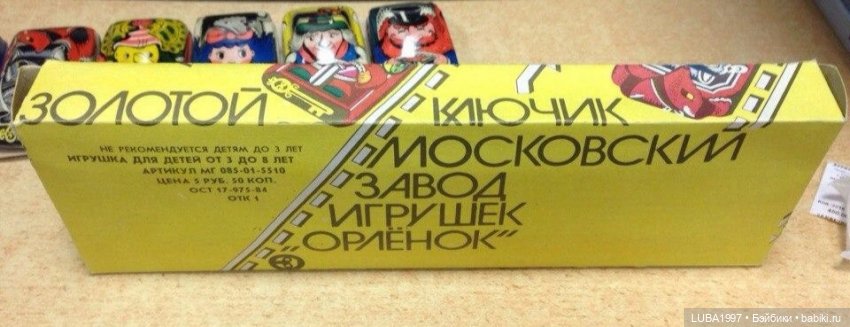 ЗОЛОТОЙ КЛЮЧИК
НЕ РЕКОМЕНДУЕТСЯ ДЕТЯМ ДО 3 ЛЕТ
ИГРУШКА ДЛЯ ДЕТЕЙ ОТ 3 ДО 8 ЛЕТ
АРТИКУЛ МГ 085-01-5510
ЦЕНА 5 РУБ. 50 КОП.
ОСТ 17-975-84
ОТК 1
МОСКОВСКИЙ
ЗАВОД
ИГРУШЕК
"ОРЛЁНОК"
LUBA1997 • Бэйбики • babiki.ru